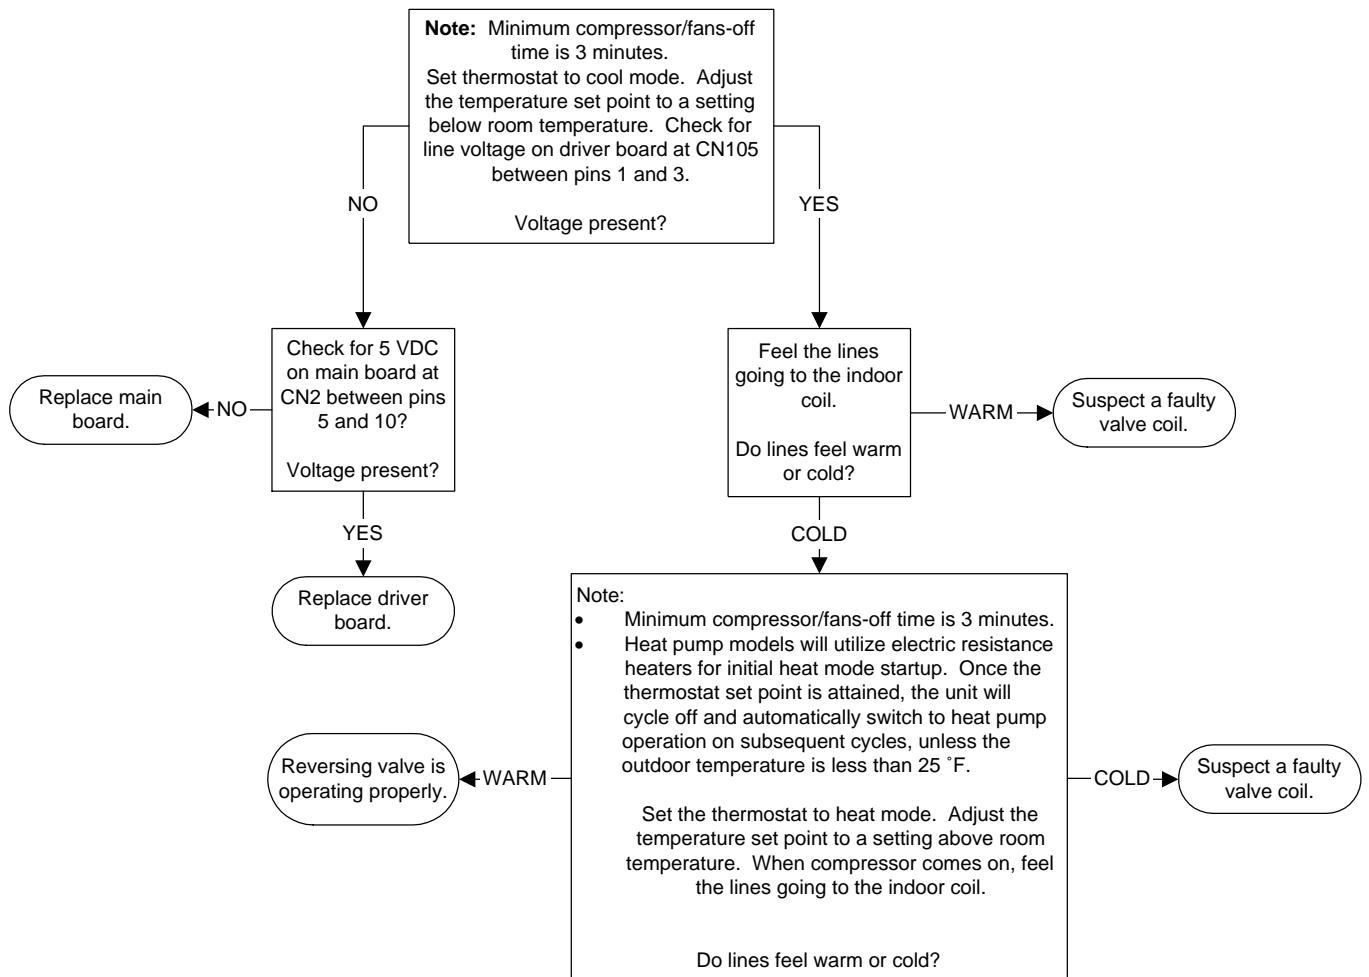 Note: Minimum compressor/fans-off
time is 3 minutes.
Set thermostat to cool mode. Adjust
the temperature set point to a setting
below room temperature. Check for
line voltage on driver board at CN105
between pins 1 and 3.
Voltage present?
NO
YES
Check for 5 VDC
on main board at
CN2 between pins
5 and 10?
Voltage present?
NO
Replace main
board.
YES
Replace driver
board.
Feel the lines
going to the indoor
coil.
Do lines feel warm
or cold?
WARM
Suspect a faulty
valve coil.
COLD
Note:
• Minimum compressor/fans-off time is 3 minutes.
• Heat pump models will utilize electric resistance
heaters for initial heat mode startup. Once the
thermostat set point is attained, the unit will
cycle off and automatically switch to heat pump
operation on subsequent cycles, unless the
outdoor temperature is less than 25 ˚F.
Set the thermostat to heat mode. Adjust the
temperature set point to a setting above room
temperature. When compressor comes on, feel
the lines going to the indoor coil.
Do lines feel warm or cold?
WARM
Reversing valve is
operating properly.
COLD
Suspect a faulty
valve coil.